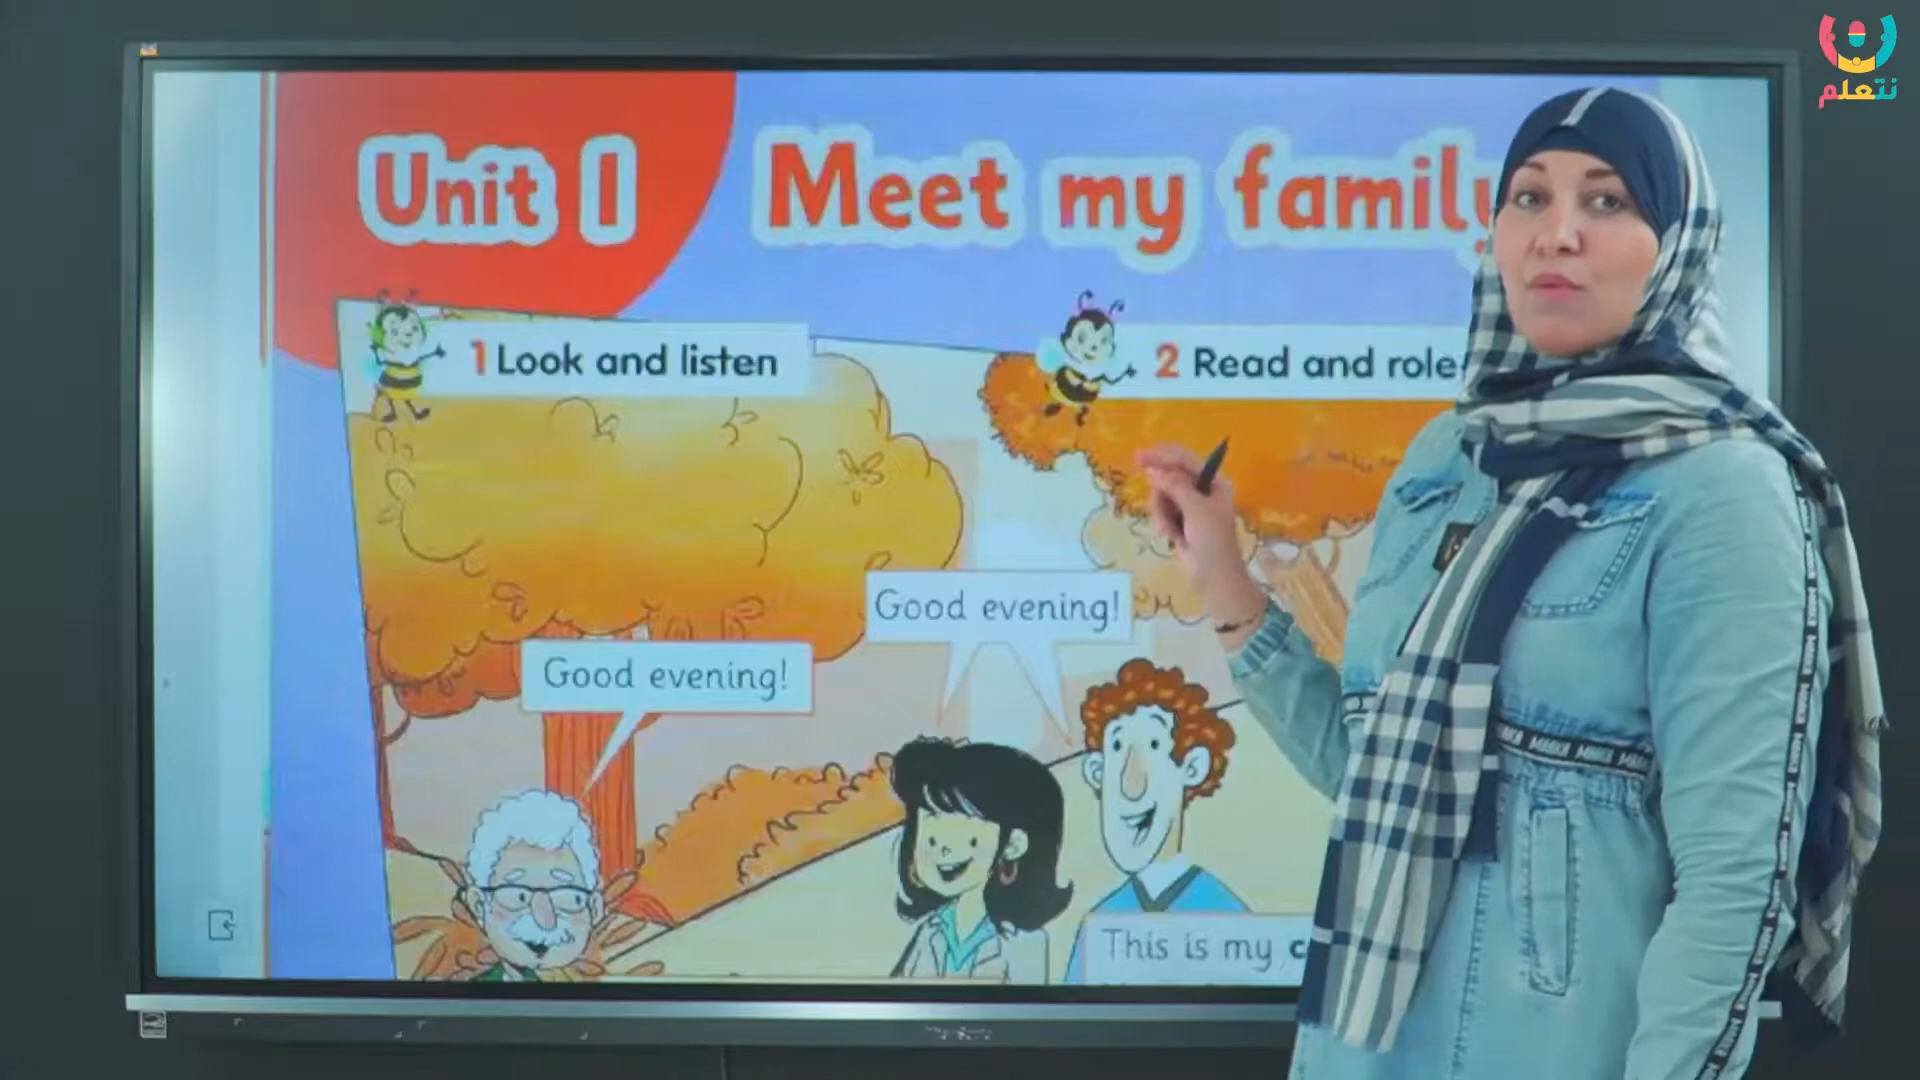 نتعلم
Unit 1 Meet my family
1 Look and listen
2 Read and role
Good evening!
Good evening!
This is my c